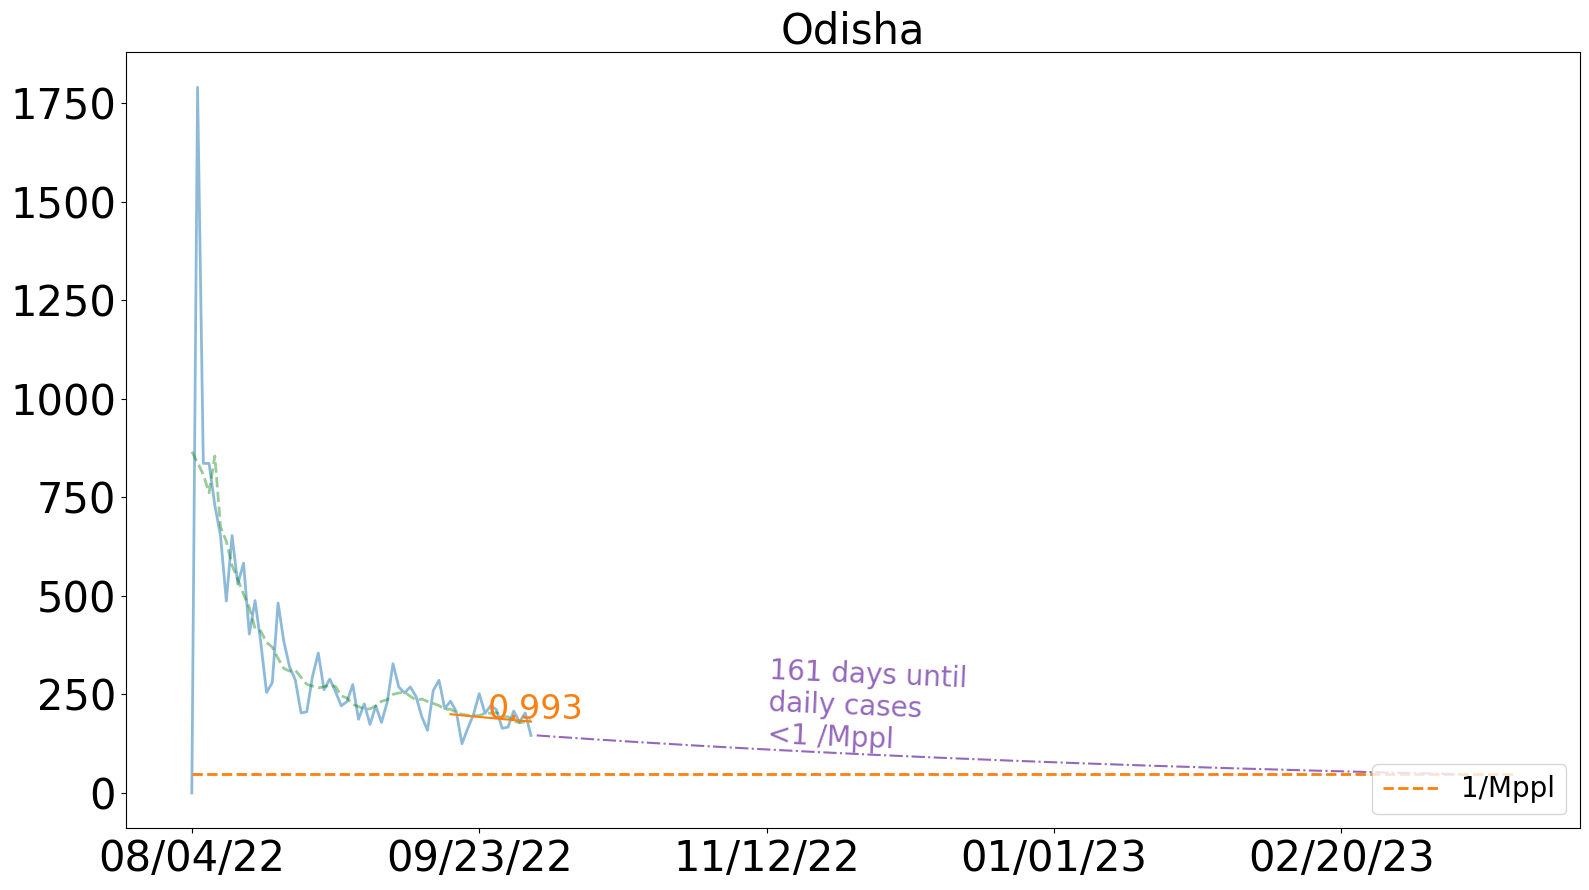 Odisha
1750
1500
1250
1000
750
500
250
0
0.993
161 days until
daily cases
<1 /Mppl
1/Mppl
08/04/22
09/23/22
11/12/22
01/01/23
02/20/23